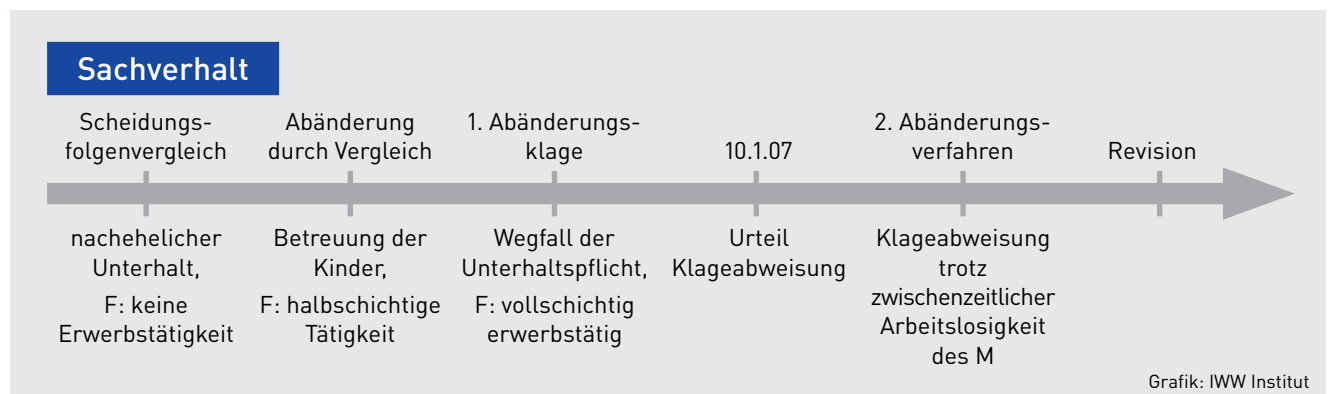 Sachverhalt
Scheidungs-
folgenvergleich
Abänderung
durch Vergleich
1. Abänderungs-
klage
10.1.07
2. Abänderungs-
verfahren
Revision
nachehelicher
Unterhalt,
F: keine
Erwerbstätigkeit
Betreuung der
Kinder,
F: halbschichtige
Tätigkeit
Wegfall der
Unterhaltspflicht,
F: vollschichtig
erwerbstätig
Urteil
Klageabweisung
Klageabweisung
trotz
zwischenzeitlicher
Arbeitslosigkeit
des M
Grafik: IWW Institut